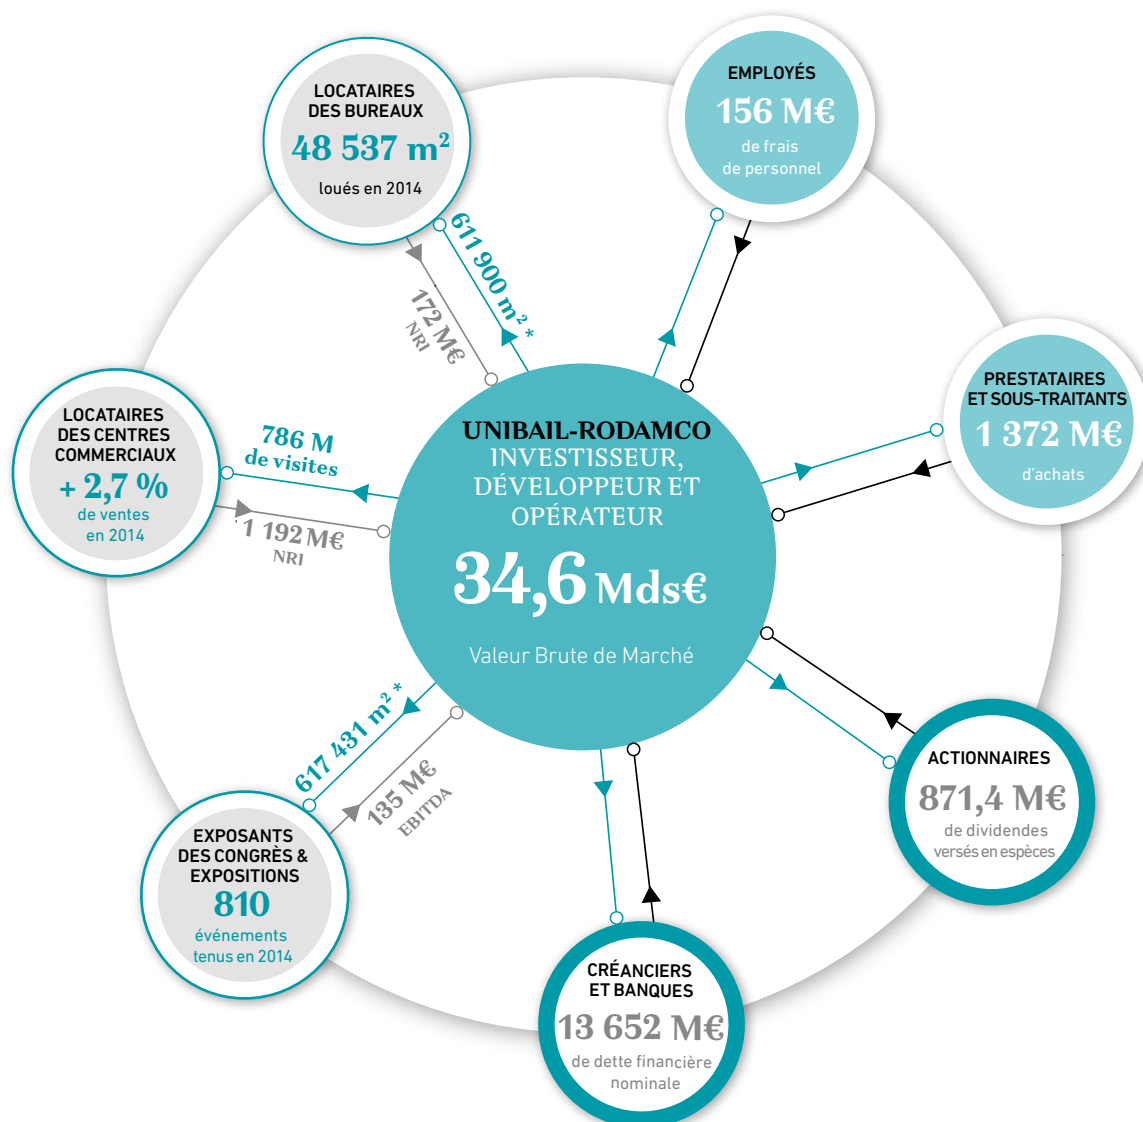 LOCATAIRES
DES BUREAUX
48 537 m²
loués en 2014
EMPLOYÉS
156 M€
de frais
de personnel
611 900 m² *
172 M€
NRI
PRESTATAIRES
ET SOUS-TRAITANTS
1 372 M€
d'achats
LOCATAIRES
DES CENTRES
COMMERCIAUX
+ 2,7 %
de ventes
en 2014
786 M
de visites
1 192 M€
NRI
UNIBAIL-RODAMCO
INVESTISSEUR,
DÉVELOPPEUR ET
OPÉRATEUR
34,6 Mds€
Valeur Brute de Marché
617 431 m² *
135 M€
EBITDA
EXPOSANTS
DES CONGRÈS &
EXPOSITIONS
810
événements
tenus en 2014
ACTIONNAIRES
871,4 M€
de dividendes
versés en espèces
CRÉANCIERS
ET BANQUES
13 652 M€
de dette financière
nominale